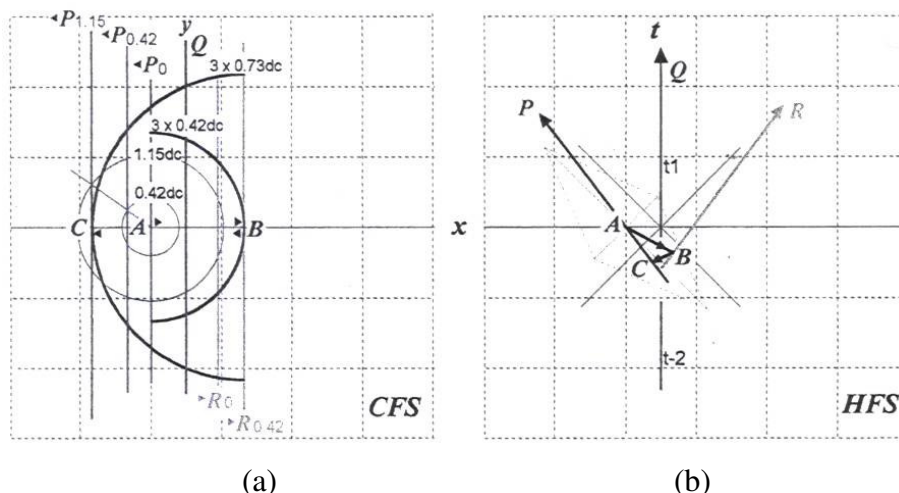 P1.15
P0.42
P0
y
Q
3 x 0.73dc
3 x 0.42dc
1.15dc
0.42dc
C A B
R0
R0.42
CFS
(a)
t
Q
P
R
t1
x
A
B
C
t-2
HFS
(b)